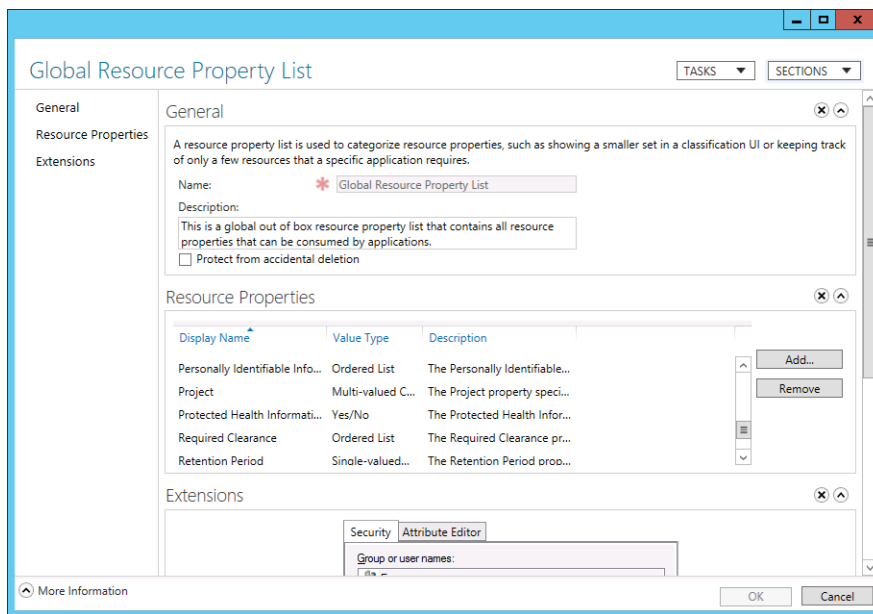 Global Resource Property List
TASKS
SECTIONS
General
Resource Properties
Extensions
General
A resource property list is used to categorize resource properties, such as showing a smaller set in a classification UI or keeping track
of only a few resources that a specific application requires.
Name:
Global Resource Property List
Description:
This is a global out of box resource property list that contains all resource
properties that can be consumed by applications.
Protect from accidental deletion
Resource Properties
Display Name Value Type Description
Personally Identifiable Info... Ordered List The Personally Identifiable...
Project Multi-valued C... The Project property speci...
Protected Health Informati... Yes/No The Protected Health Infor...
Required Clearance Ordered List The Required Clearance pr...
Retention Period Single-valued... The Retention Period prop...
Add...
Remove
Extensions
Security Attribute Editor
Group or user names:
More Information
OK Cancel